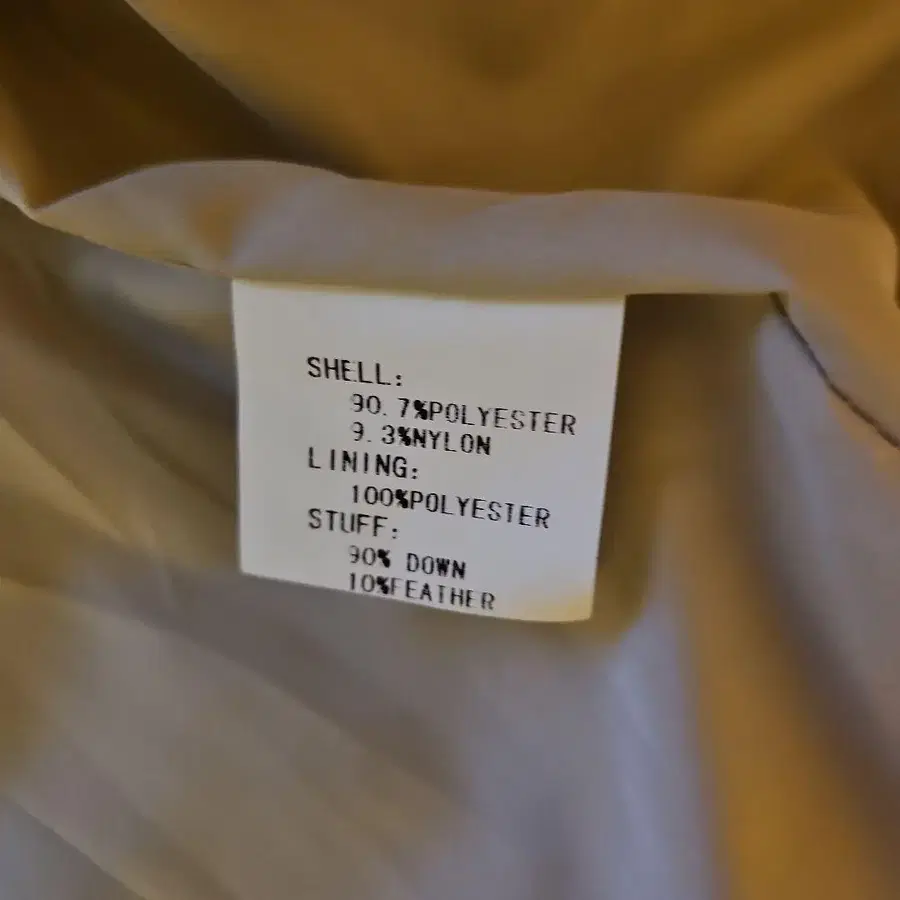 SHELL:
90.7%POLYESTER
9.3%NYLON
LINING:
100%POLYESTER
STUFF:
90% DOWN
10%FEATHER